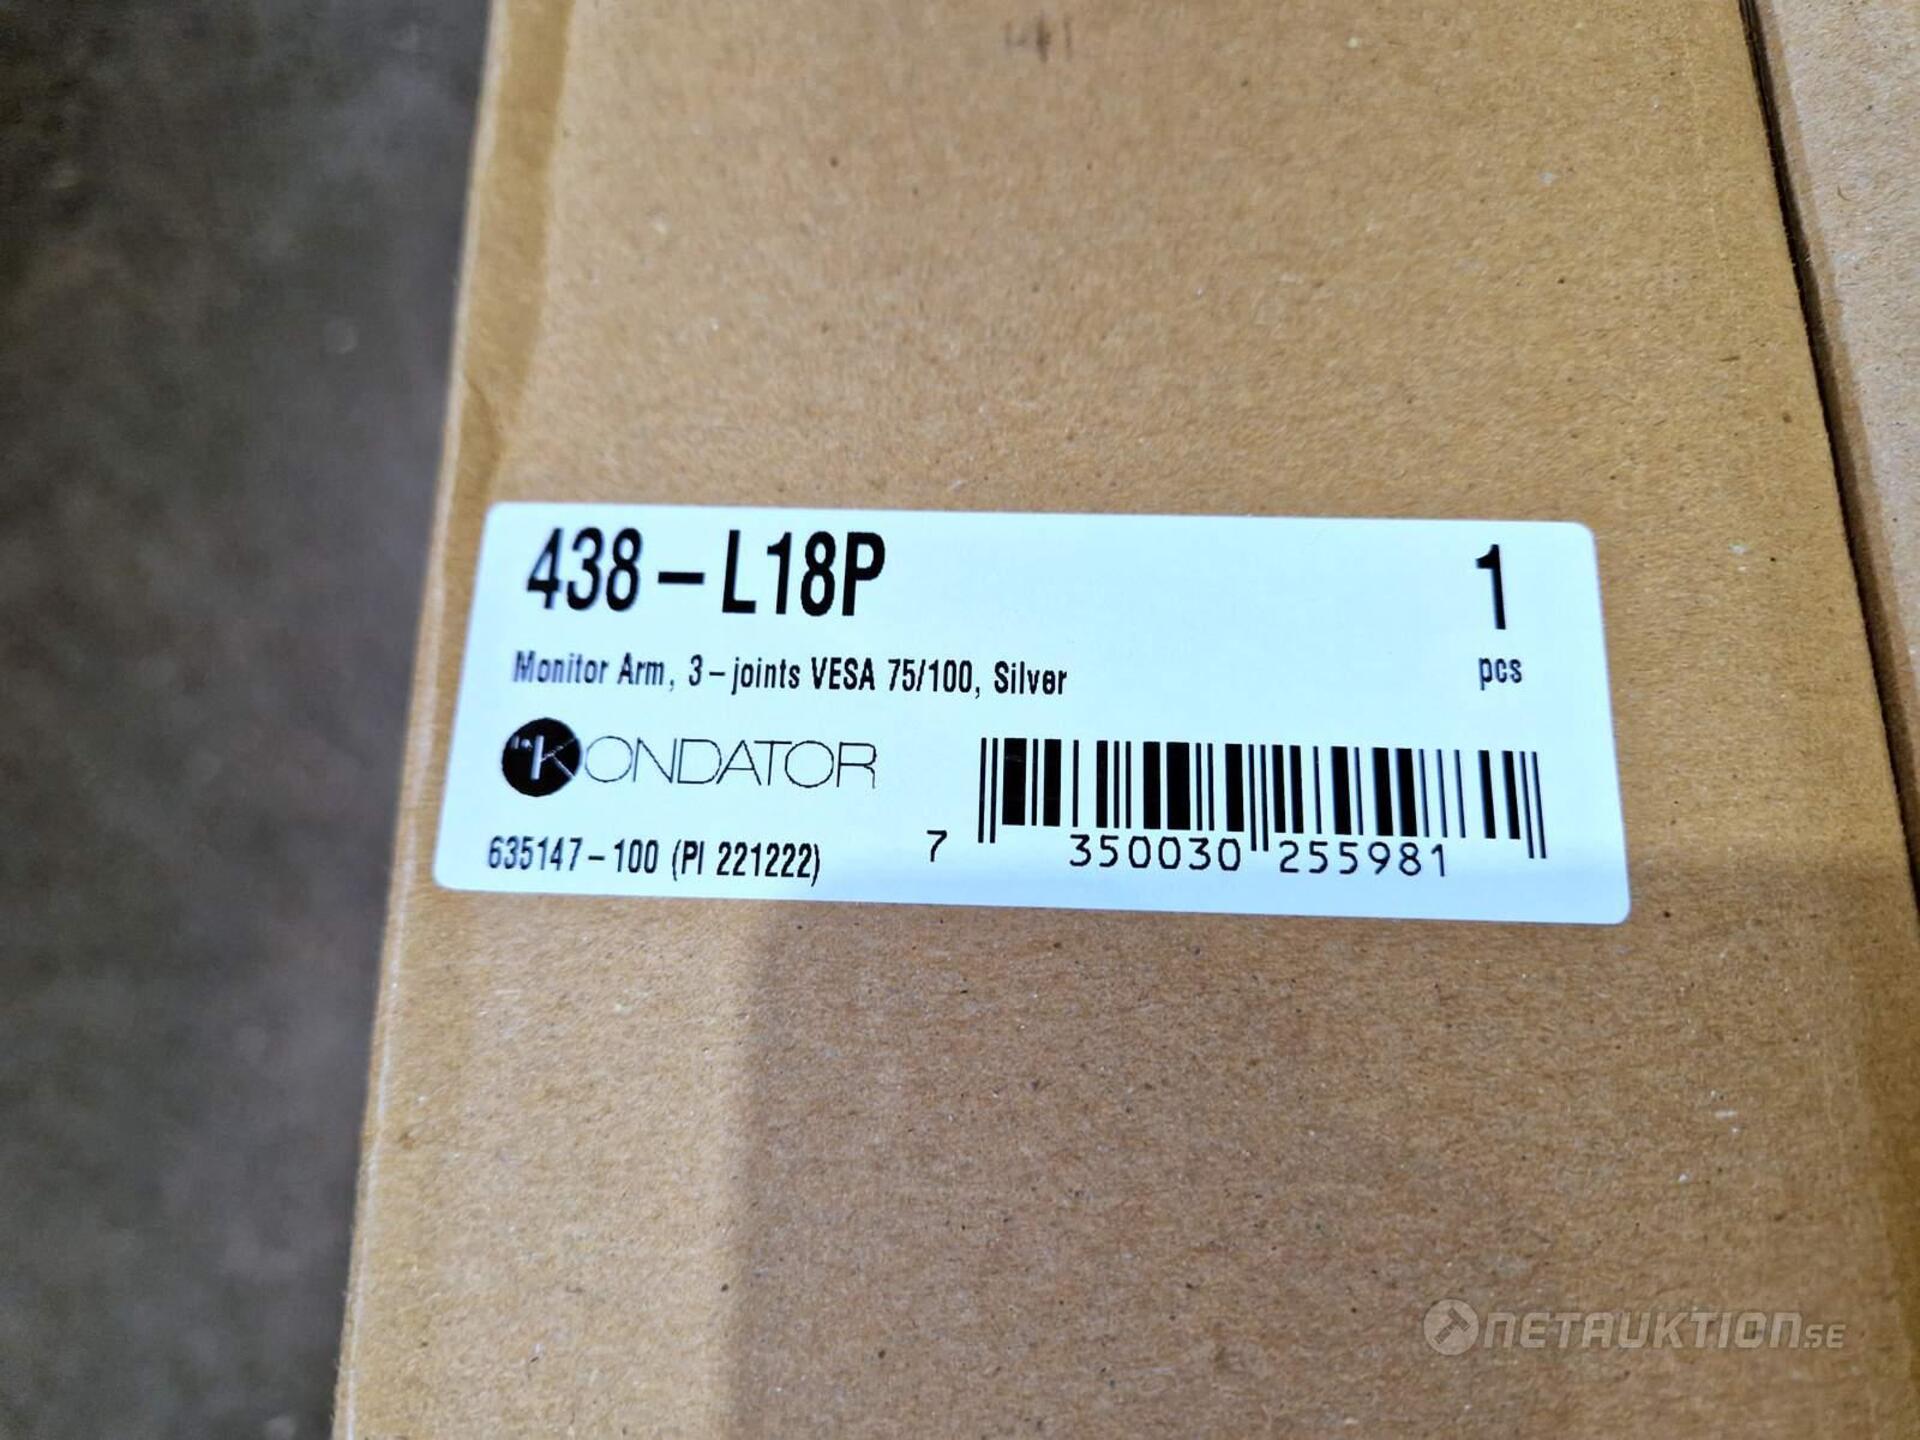 438-L18P
1
Monitor Arm, 3-joints VESA 75/100, Silver
pcs
KONDATOR
635147-100 (PI 221222)
7 350030 255981
NETAUKTION.SE